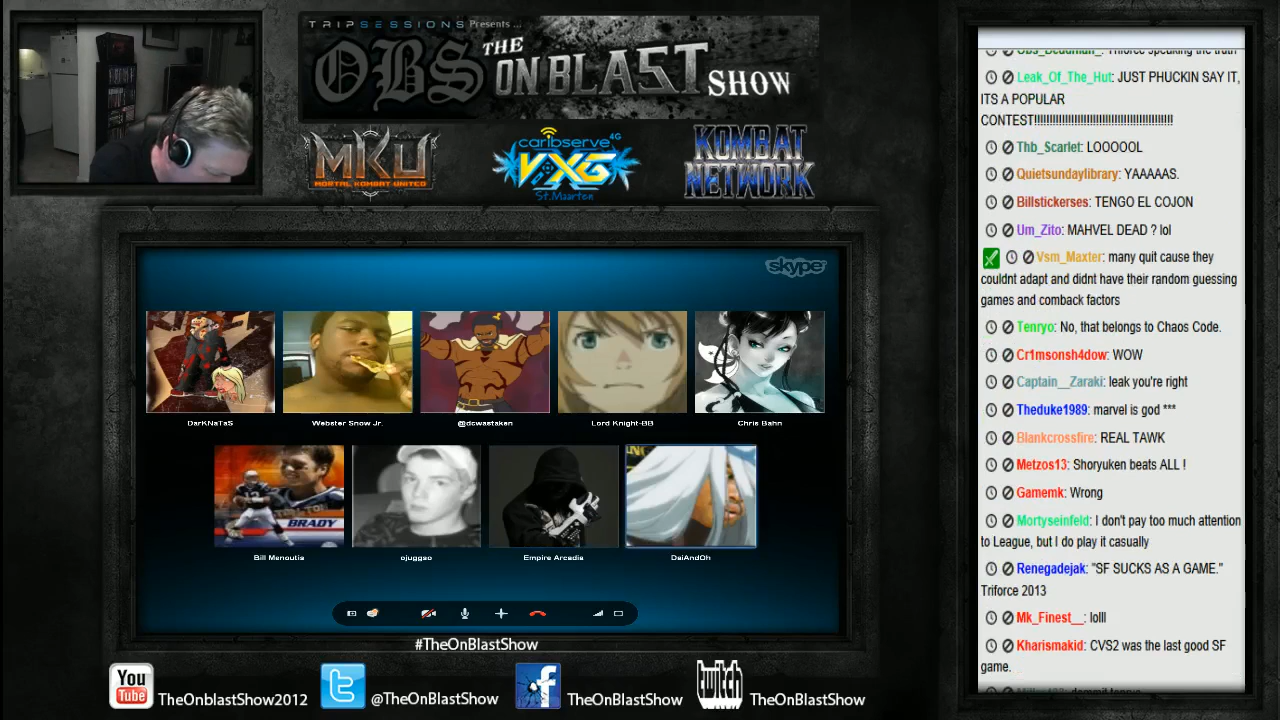 TRIPSESSIONS Presents ...
OBS THE ON BLAST SHOW
MKU
MORTAL KOMBAT UNITED
caribserve 4G
VXG
St.Maarten
KOMBAT
NETWORK
skype
DarKNaTaS
Webster Snow Jr.
@dcwastaken
Lord Knight-BB
Chris Bahn
BRADY
Bill Menoutis
ojuggso
Empire Arcadia
DaiAndOh
#TheOnBlastShow
You
Tube
TheOnblastShow2012
@TheOnBlastShow
TheOnBlastShow
twitch
TheOnBlastShow
Leak_Of_The_Hut: JUST PHUCKIN SAY IT,
ITS A POPULAR
CONTEST!!!!!!!!!!!!!!!!!!!!!!!!!!!!!!!!!!!!!!!!!!!!!!
Thb_Scarlet: LOOOOOL
Quietsundaylibrary: YAAAAAS.
Billstickerses: TENGO EL COJON
Um_Zito: MAHVEL DEAD ? lol
Vsm_Maxter: many quit cause they
couldnt adapt and didnt have their random guessing
games and comback factors
Tenryo: No, that belongs to Chaos Code.
Cr1msonsh4dow: WOW
Captain__Zaraki: leak you're right
Theduke1989: marvel is god ***
Blankcrossfire: REAL TAWK
Metzos13: Shoryuken beats ALL !
Gamemk: Wrong
Mortyseinfeld: I don't pay too much attention
to League, but I do play it casually
Renegadejak: "SF SUCKS AS A GAME."
Triforce 2013
Mk_Finest__: lolll
Kharismakid: CVS2 was the last good SF
game.